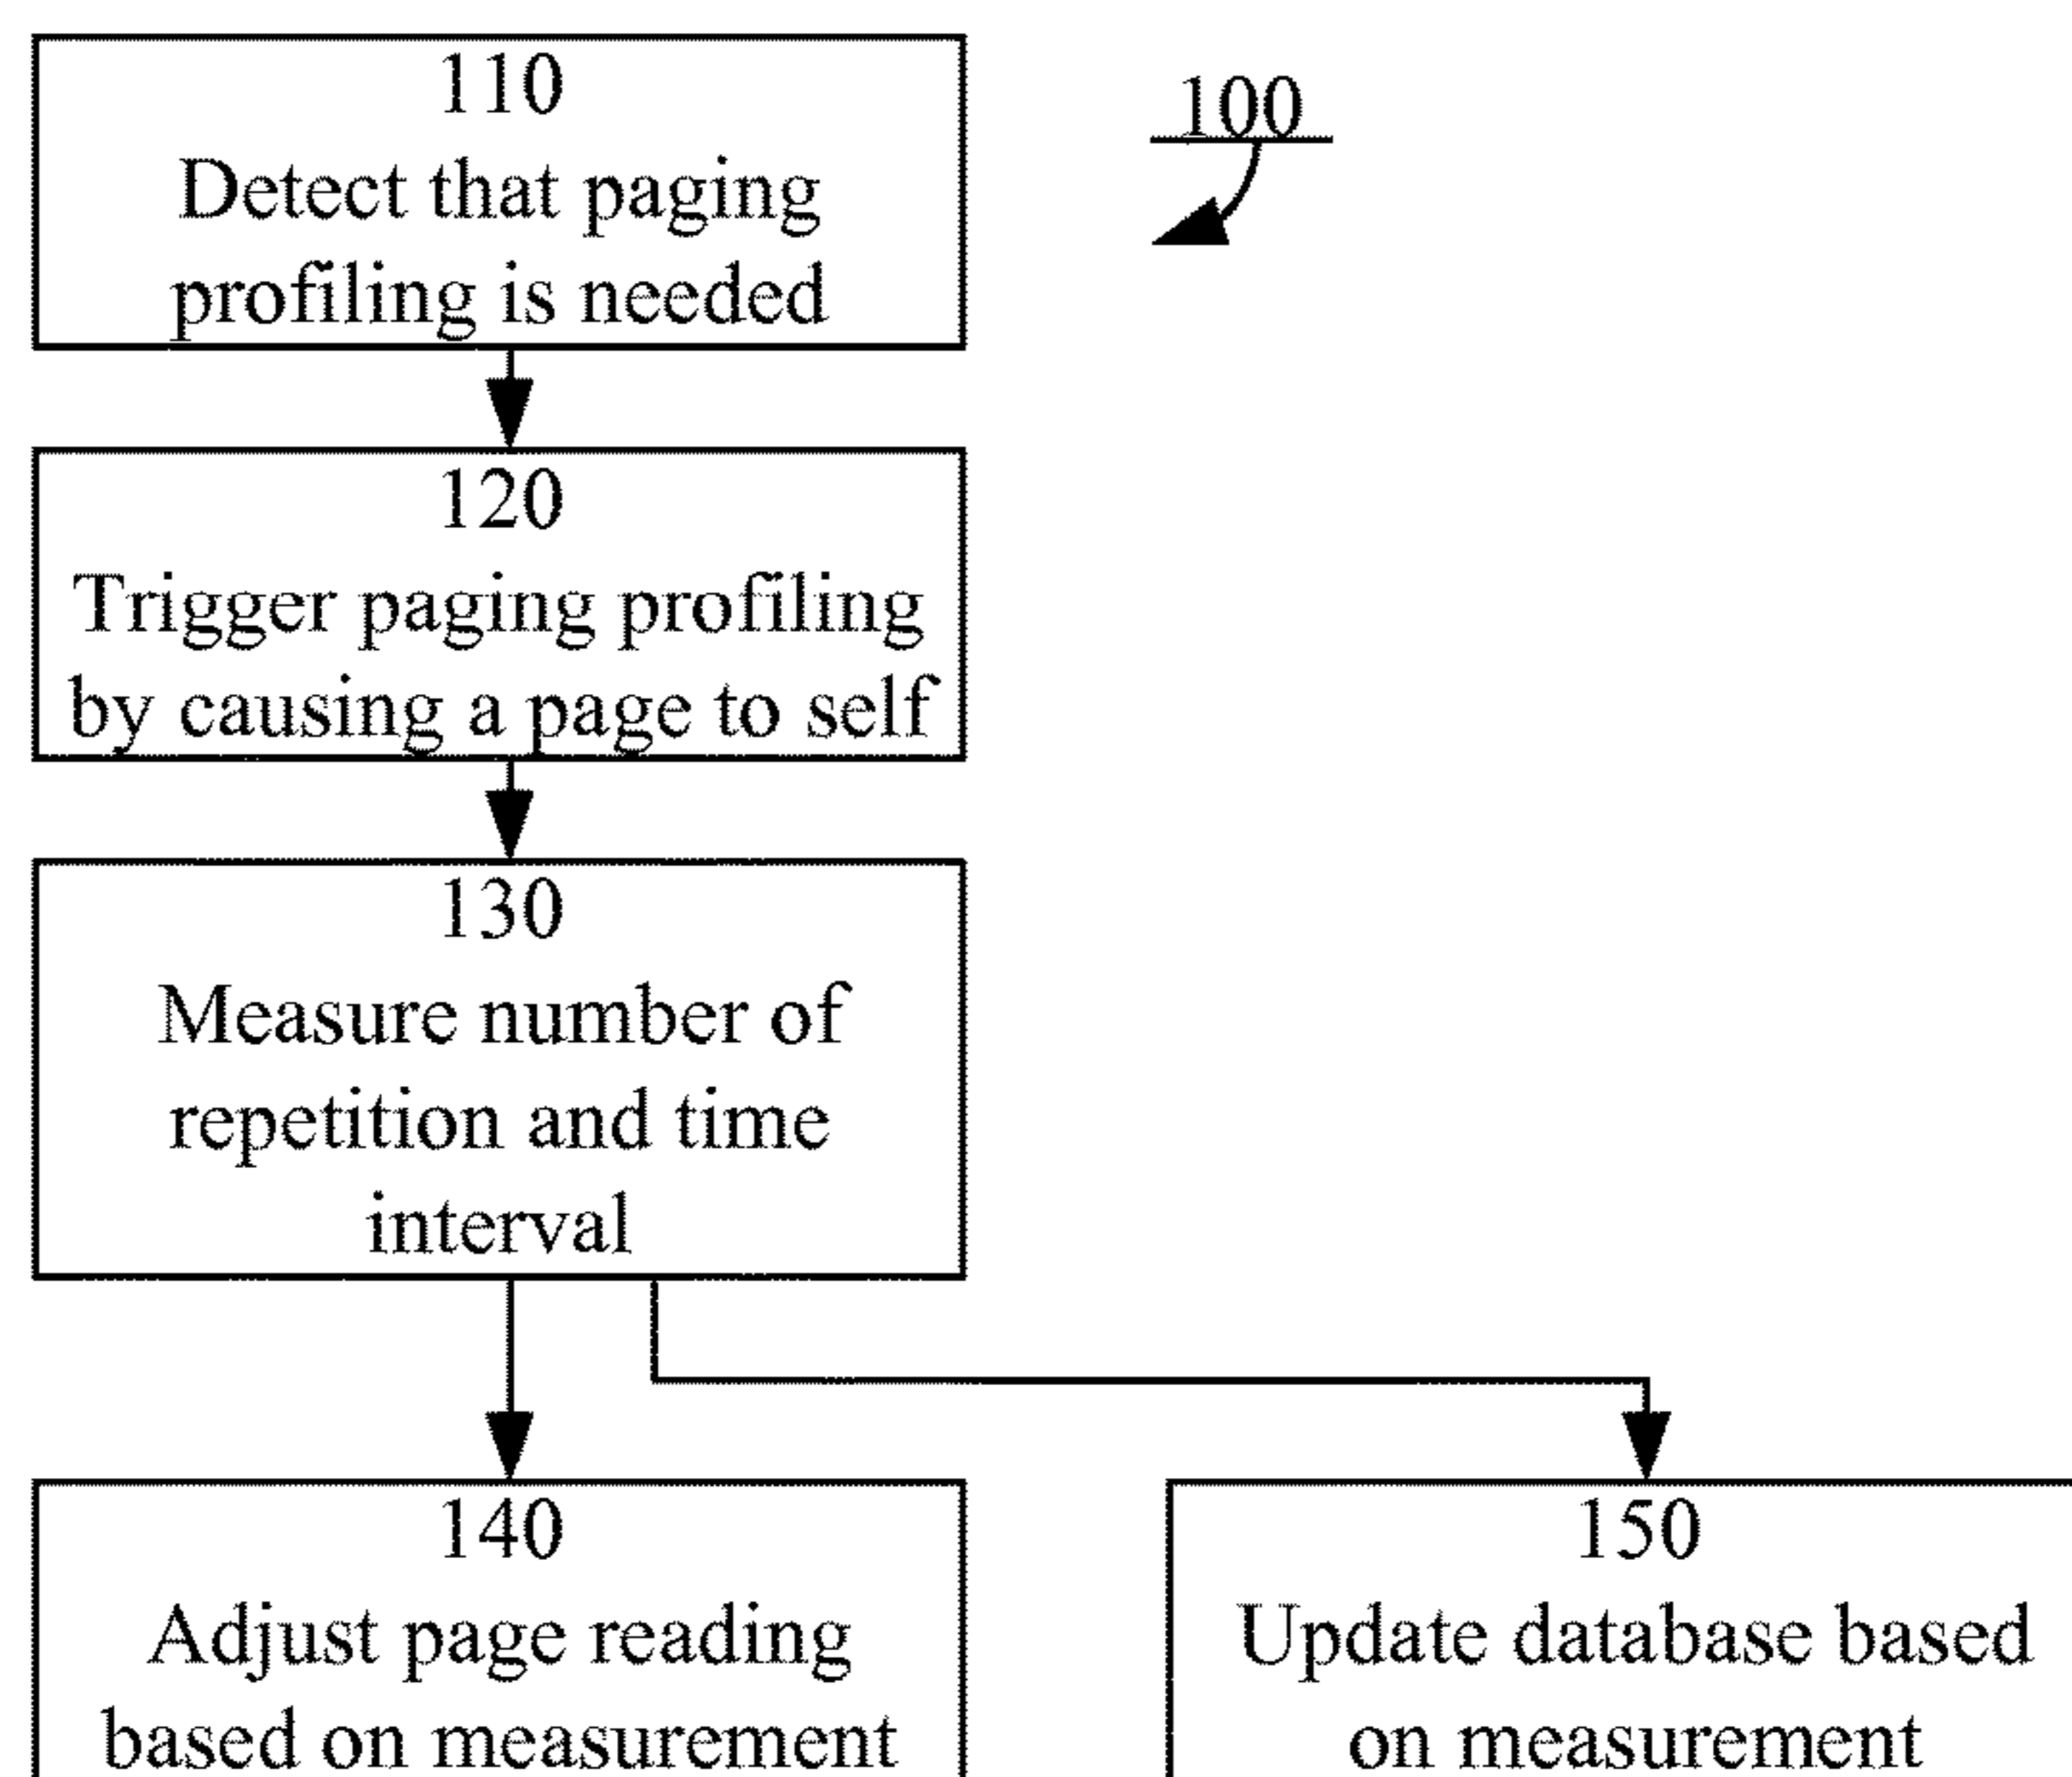 110
Detect that paging
profiling is needed
100
120
Trigger paging profiling
by causing a page to self
130
Measure number of
repetition and time
interval
140
Adjust page reading
based on measurement
150
Update database based
on measurement